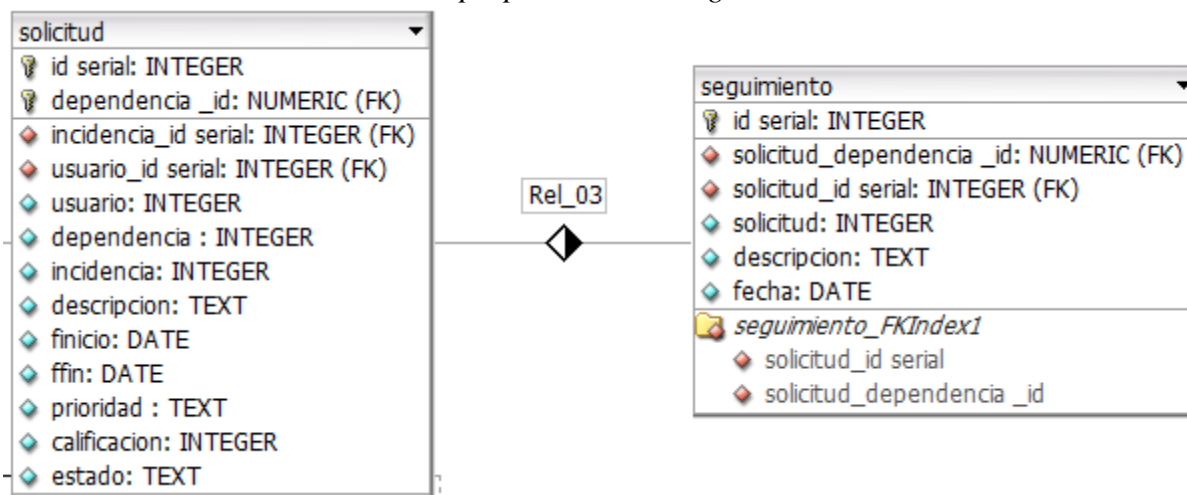 solicitud
id serial: INTEGER
dependencia _id: NUMERIC (FK)
incidencia_id serial: INTEGER (FK)
usuario_id serial: INTEGER (FK)
usuario: INTEGER
dependencia : INTEGER
incidencia: INTEGER
descripcion: TEXT
finicio: DATE
ffin: DATE
prioridad : TEXT
calificacion: INTEGER
estado: TEXT
Rel_03
seguimiento
id serial: INTEGER
solicitud_dependencia _id: NUMERIC (FK)
solicitud_id serial: INTEGER (FK)
solicitud: INTEGER
descripcion: TEXT
fecha: DATE
seguimiento_FKIndex1
solicitud_id serial
solicitud_dependencia _id